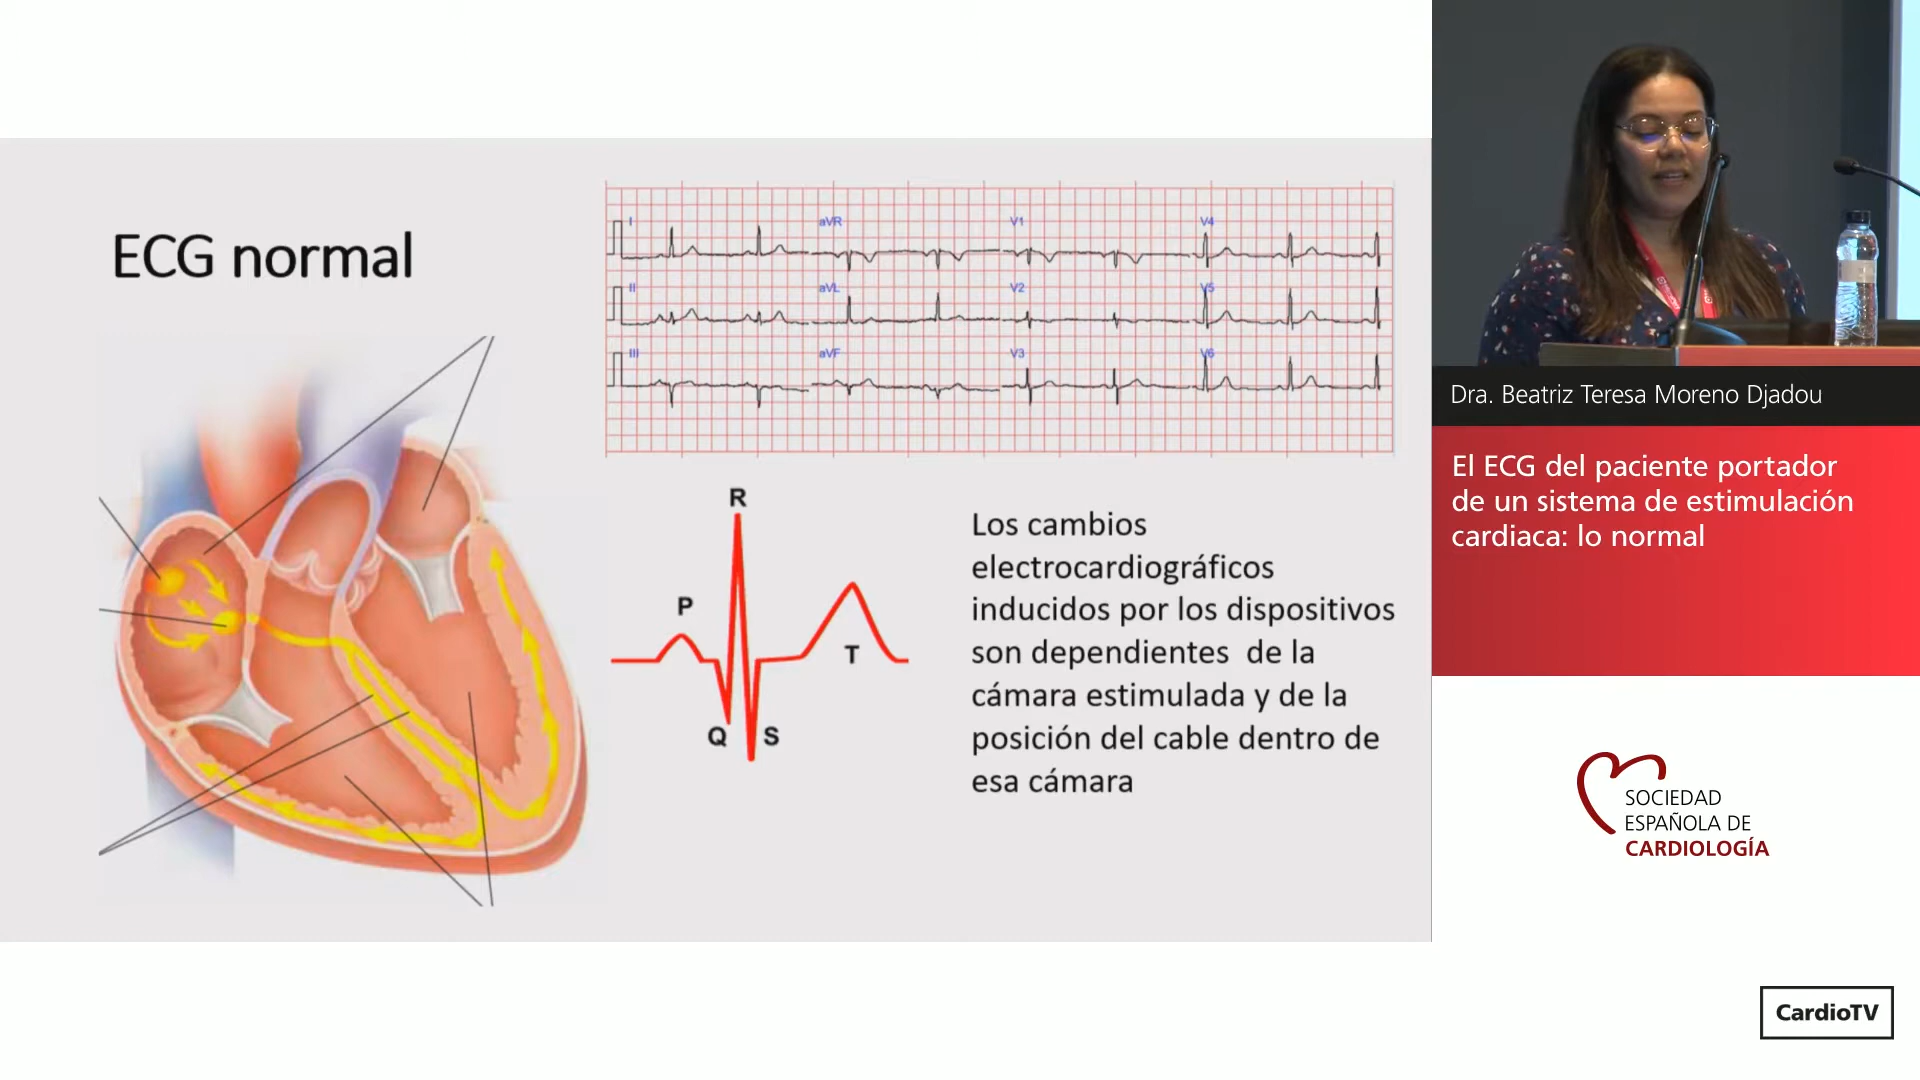 ECG normal
I aVR V1 V4
II aVL V2 V5
III aVF V3 V6
R
P
T
Q S
Los cambios
electrocardiográficos
inducidos por los dispositivos
son dependientes de la
cámara estimulada y de la
posición del cable dentro de
esa cámara
Dra. Beatriz Teresa Moreno Djadou
El ECG del paciente portador
de un sistema de estimulación
cardiaca: lo normal
SOCIEDAD
ESPAÑOLA DE
CARDIOLOGÍA
CardioTV